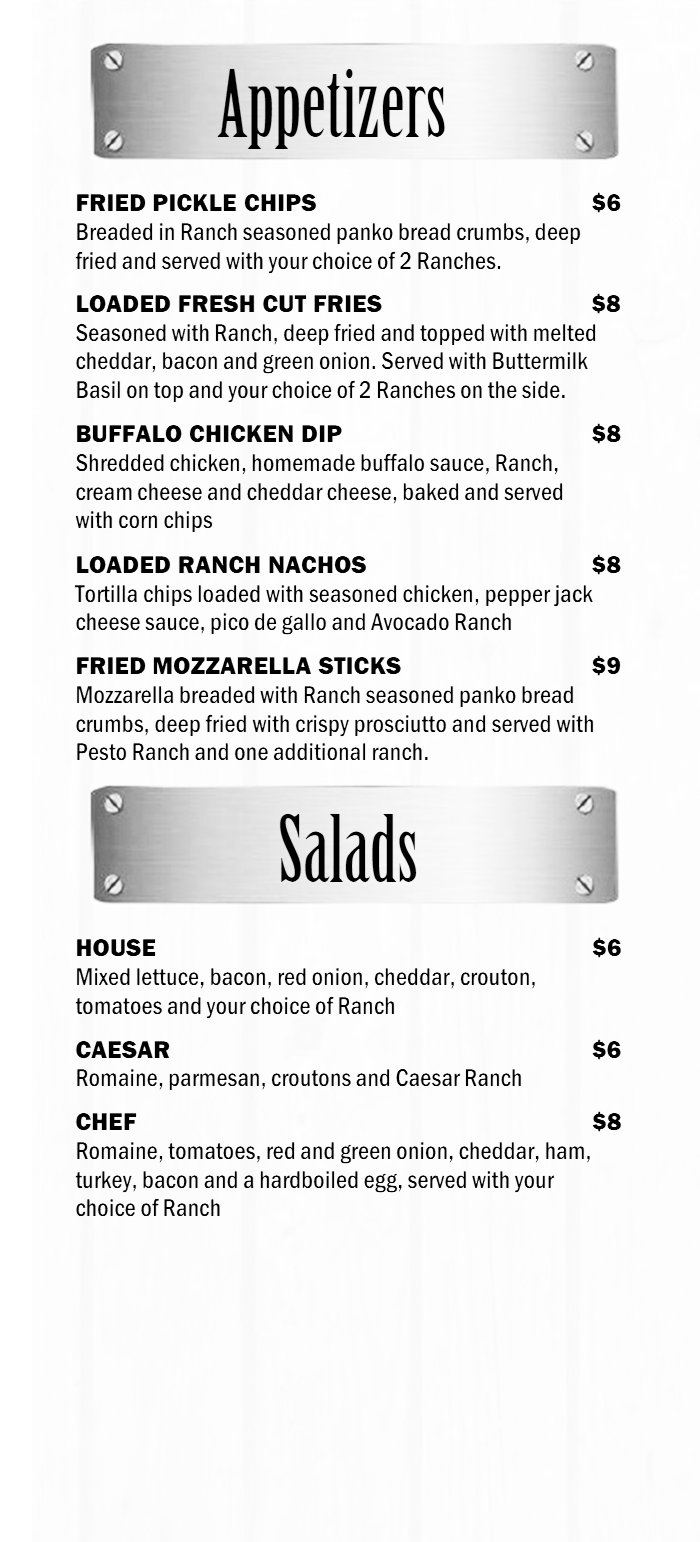 Appetizers
FRIED PICKLE CHIPS $6
Breaded in Ranch seasoned panko bread crumbs, deep
fried and served with your choice of 2 Ranches.
LOADED FRESH CUT FRIES $8
Seasoned with Ranch, deep fried and topped with melted
cheddar, bacon and green onion. Served with Buttermilk
Basil on top and your choice of 2 Ranches on the side.
BUFFALO CHICKEN DIP $8
Shredded chicken, homemade buffalo sauce, Ranch,
cream cheese and cheddar cheese, baked and served
with corn chips
LOADED RANCH NACHOS $8
Tortilla chips loaded with seasoned chicken, pepper jack
cheese sauce, pico de gallo and Avocado Ranch
FRIED MOZZARELLA STICKS $9
Mozzarella breaded with Ranch seasoned panko bread
crumbs, deep fried with crispy prosciutto and served with
Pesto Ranch and one additional ranch.
Salads
HOUSE $6
Mixed lettuce, bacon, red onion, cheddar, crouton,
tomatoes and your choice of Ranch
CAESAR $6
Romaine, parmesan, croutons and Caesar Ranch
CHEF $8
Romaine, tomatoes, red and green onion, cheddar, ham,
turkey, bacon and a hardboiled egg, served with your
choice of Ranch